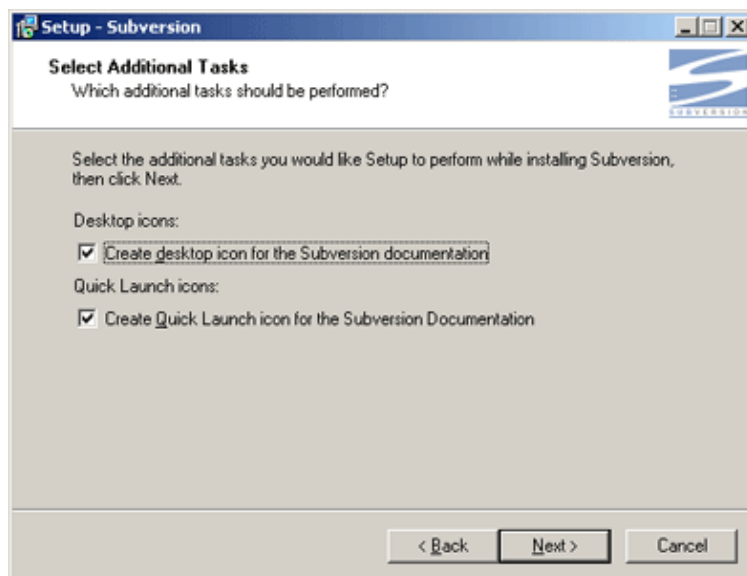 Setup - Subversion
Select Additional Tasks
Which additional tasks should be performed?
SUBVERSION
Select the additional tasks you would like Setup to perform while installing Subversion,
then click Next.
Desktop icons:
Create desktop icon for the Subversion documentation
Quick Launch icons:
Create Quick Launch icon for the Subversion Documentation
< Back
Next >
Cancel